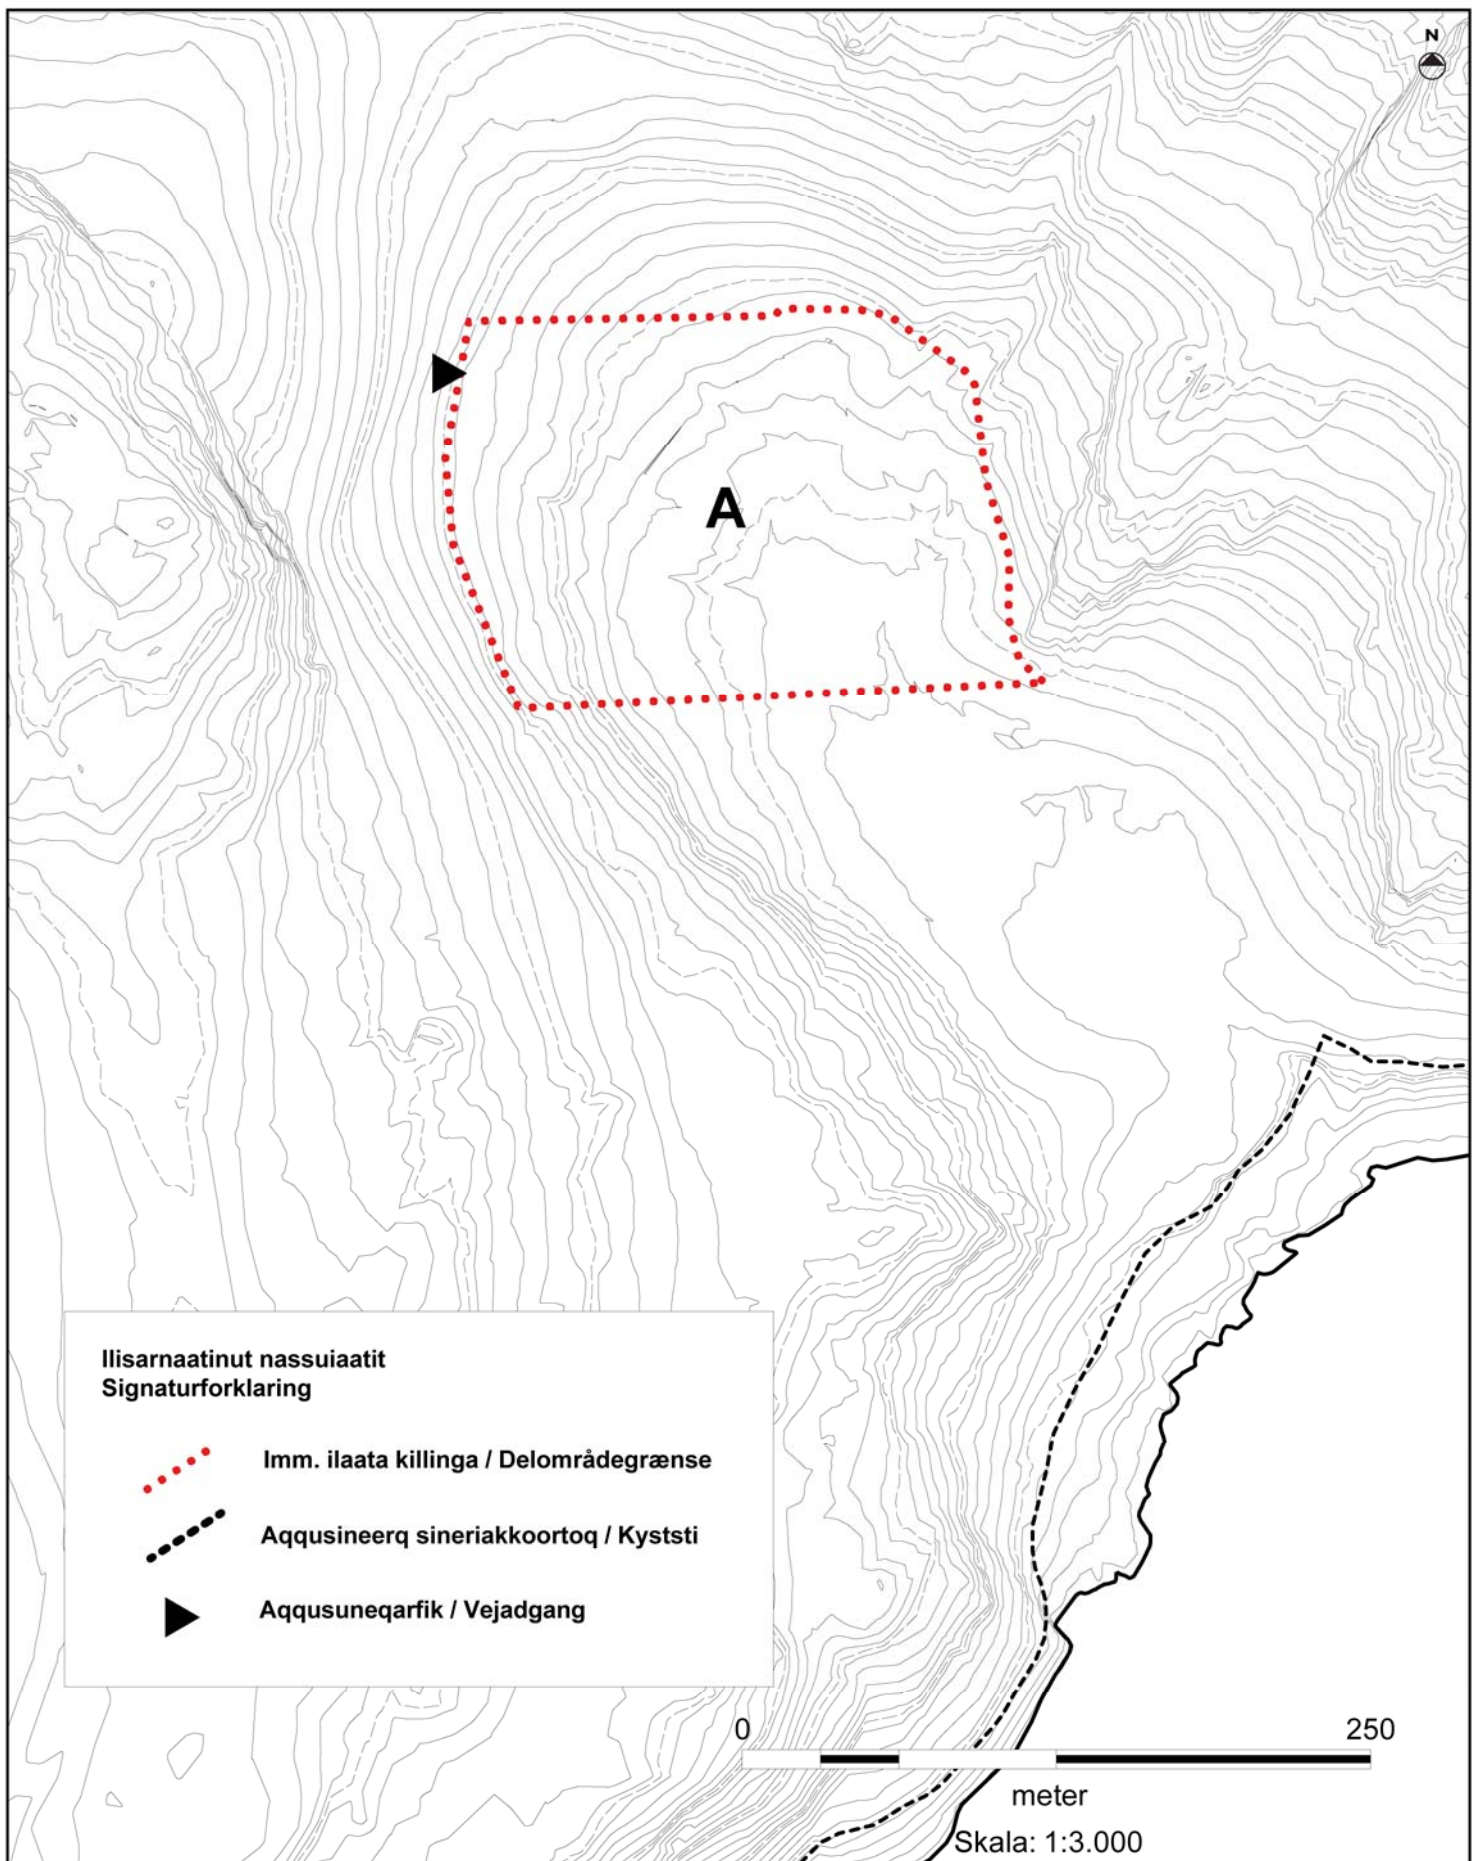 N
A
Ilisarnaatinut nassuiaatit
Signaturforklaring
Imm. ilaata killinga / Delområdegrænse
Aqqusineerq sineriakkoortoq / Kyststi
Aqqusuneqarfik / Vejadgang
0 250
meter
Skala: 1:3.000